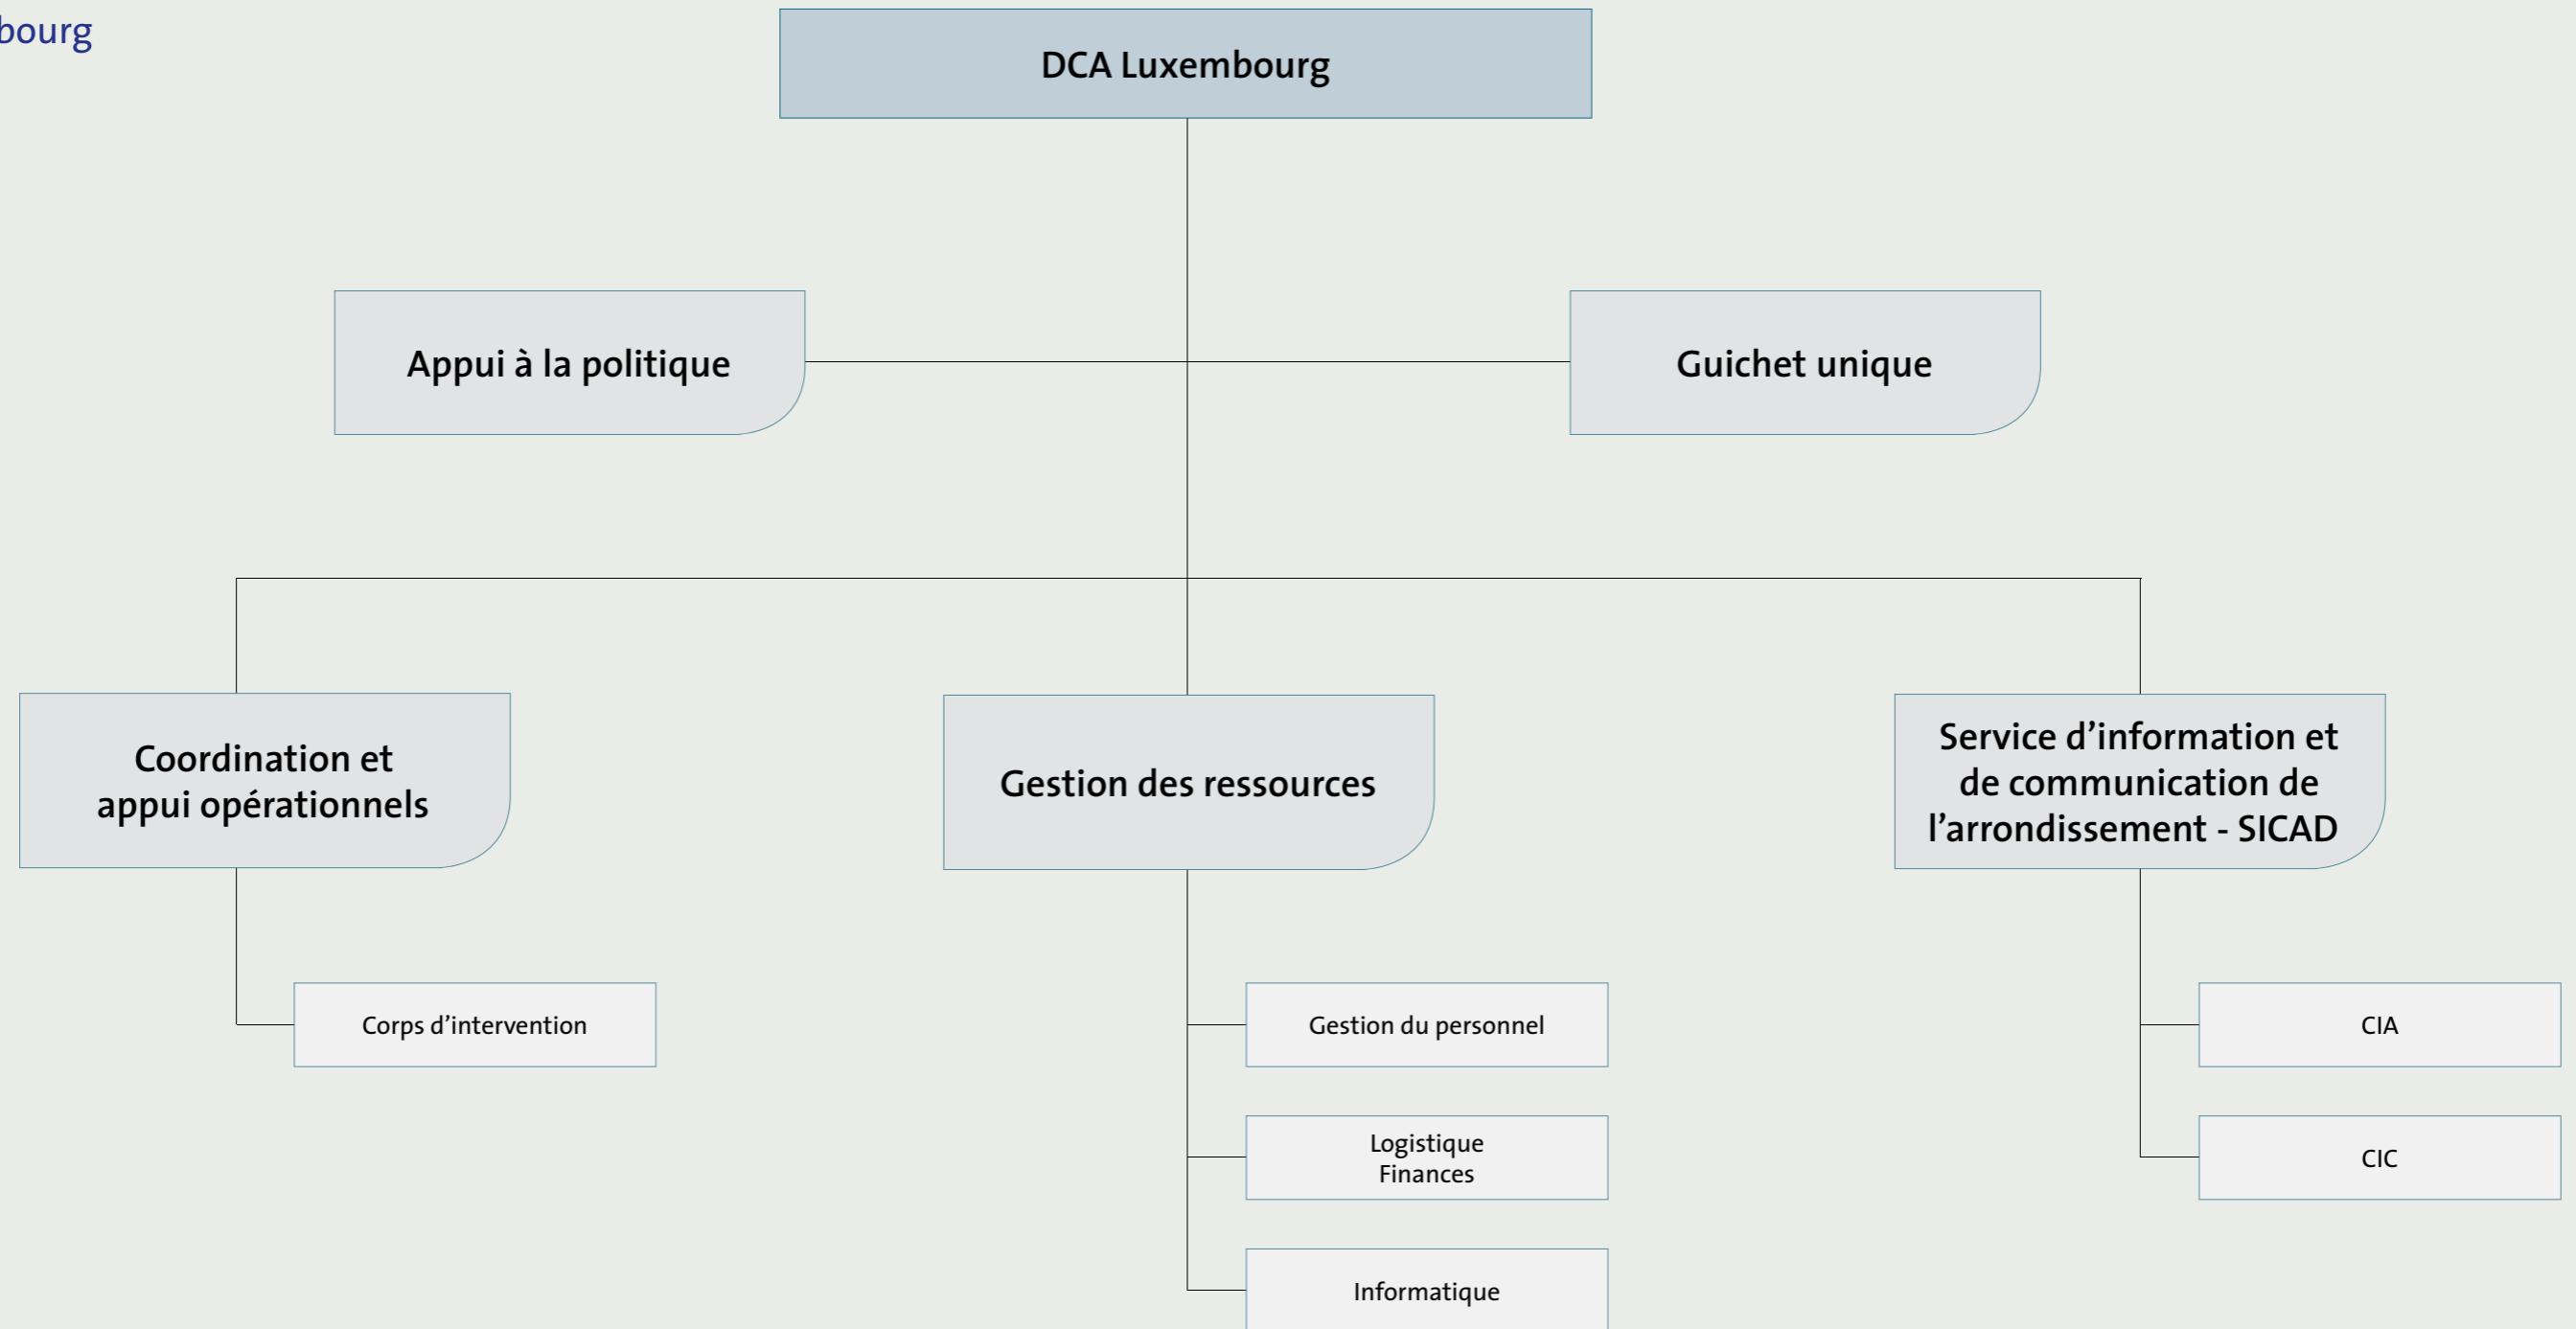 bourg
DCA Luxembourg
Appui à la politique
Guichet unique
Coordination et
appui opérationnels
Gestion des ressources
Service d’information et
de communication de
l’arrondissement - SICAD
Corps d’intervention
Gestion du personnel
Logistique
Finances
Informatique
CIA
CIC